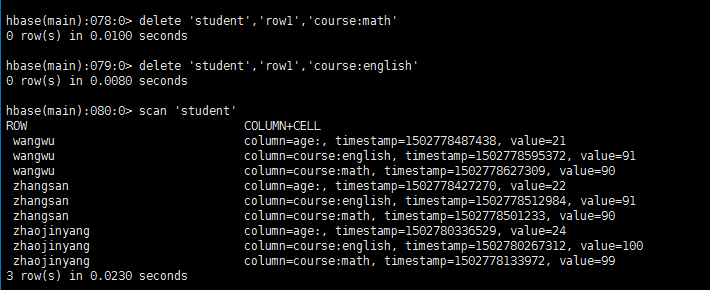 hbase(main):078:0> delete 'student','row1','course:math'
0 row(s) in 0.0100 seconds
hbase(main):079:0> delete 'student','row1','course:english'
0 row(s) in 0.0080 seconds
hbase(main):080:0> scan 'student'
ROW COLUMN+CELL
wangwu column=age:, timestamp=1502778487438, value=21
wangwu column=course:english, timestamp=1502778595372, value=91
wangwu column=course:math, timestamp=1502778627309, value=90
zhangsan column=age:, timestamp=1502778427270, value=22
zhangsan column=course:english, timestamp=1502778512984, value=91
zhangsan column=course:math, timestamp=1502778501233, value=90
zhaojinyang column=age:, timestamp=1502780336529, value=24
zhaojinyang column=course:english, timestamp=1502780267312, value=100
zhaojinyang column=course:math, timestamp=1502778133972, value=99
3 row(s) in 0.0230 seconds